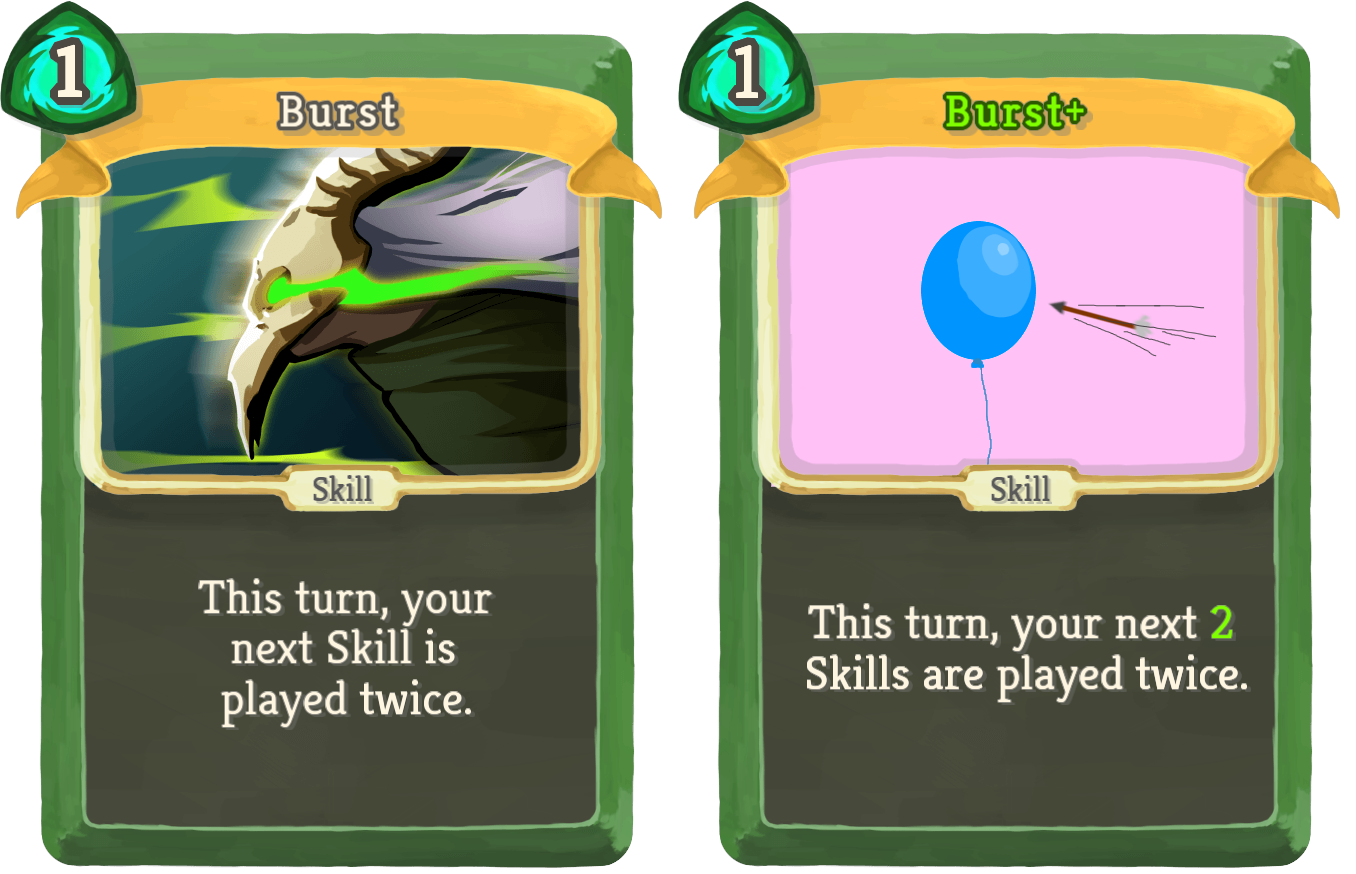 1
Burst
Skill
This turn, your
next Skill is
played twice.
1
Burst+
Skill
This turn, your next 2
Skills are played twice.